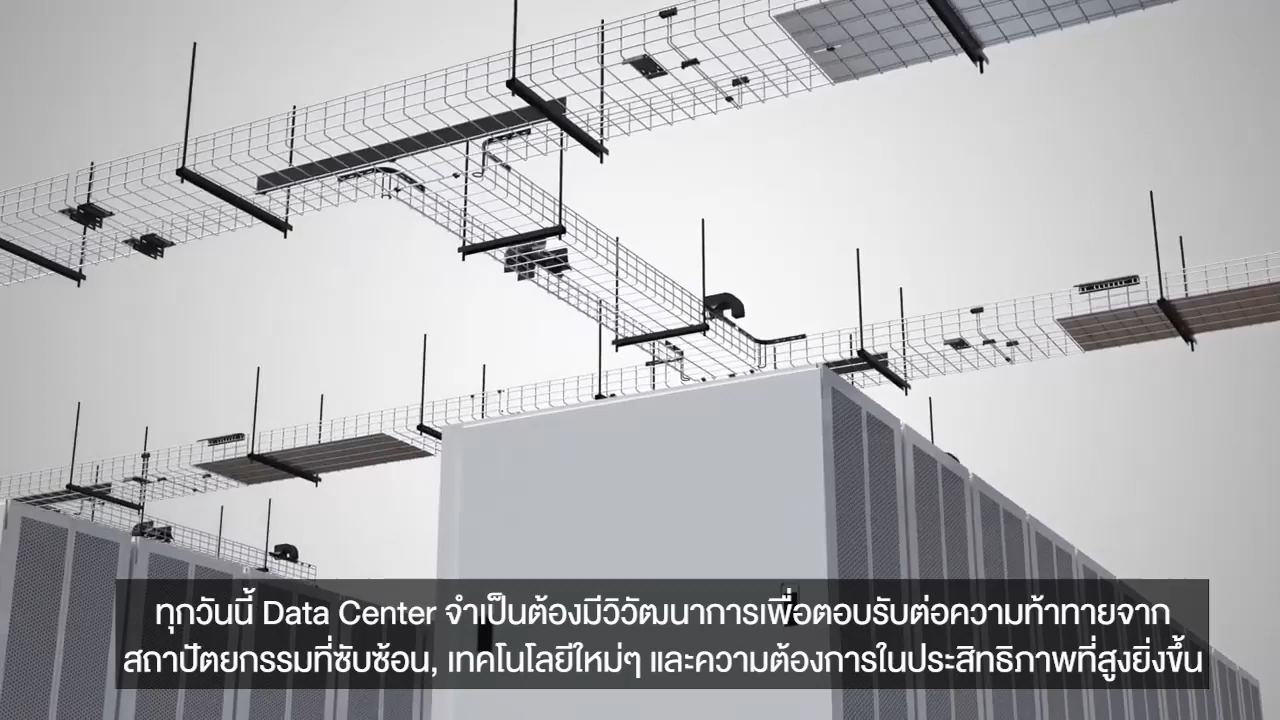 ทุกวันนี้ Data Center จำเป็นต้องมีวิวัฒนาการเพื่อตอบรับต่อความท้าทายจาก
สถาปัตยกรรมที่ซับซ้อน, เทคโนโลยีใหม่ๆ และความต้องการในประสิทธิภาพที่สูงยิ่งขึ้น